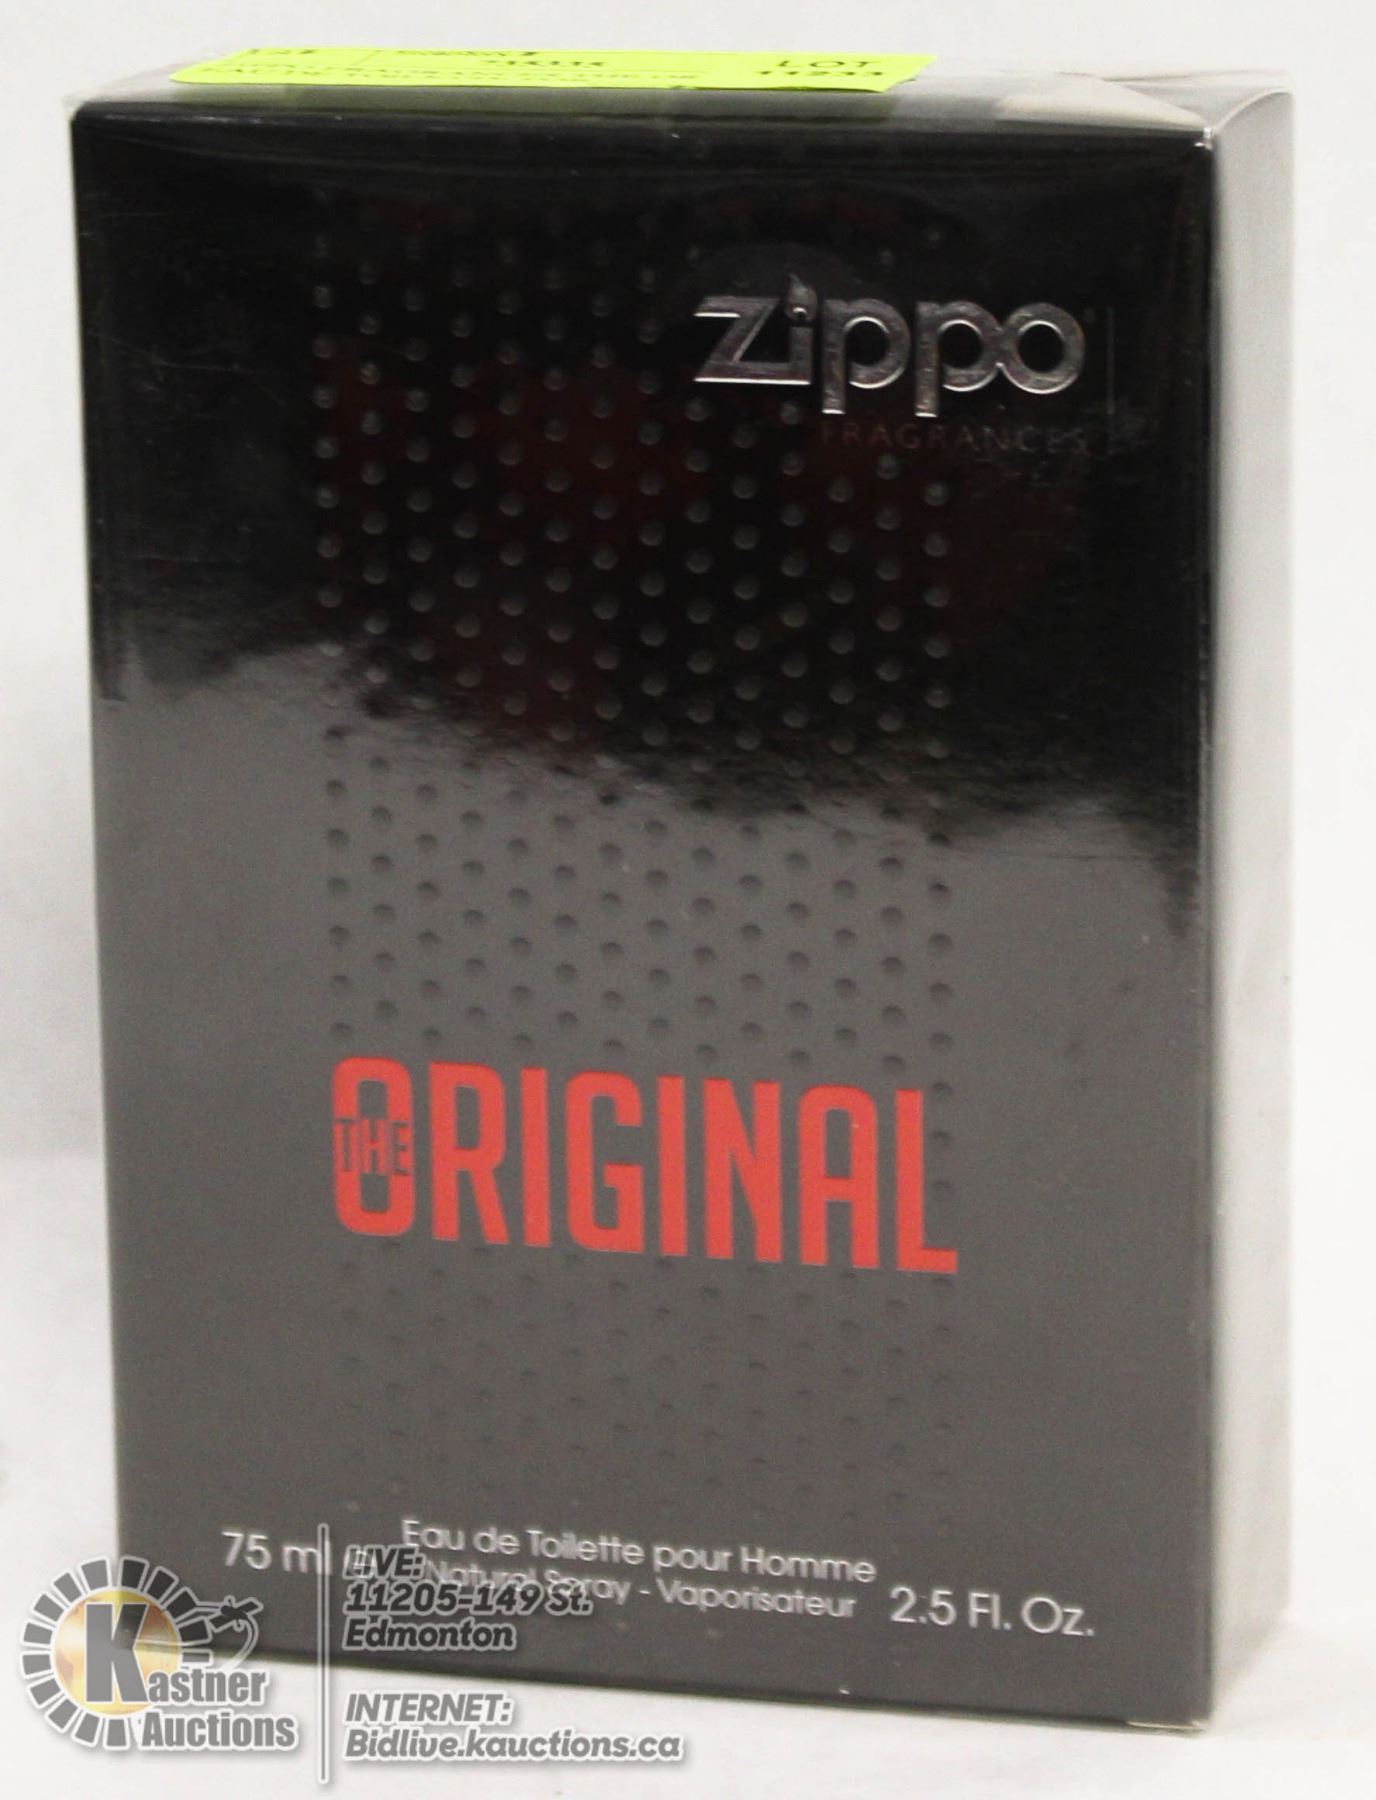 LOT
zippo
FRAGRANCES
THE ORIGINAL
75 ml
Eau de Toilette pour Homme
Natural Spray - Vaporisateur
2.5 Fl. Oz.
K
Kastner
Auctions
LIVE:
11205-149 St.
Edmonton
INTERNET:
Bidlive.kauctions.ca